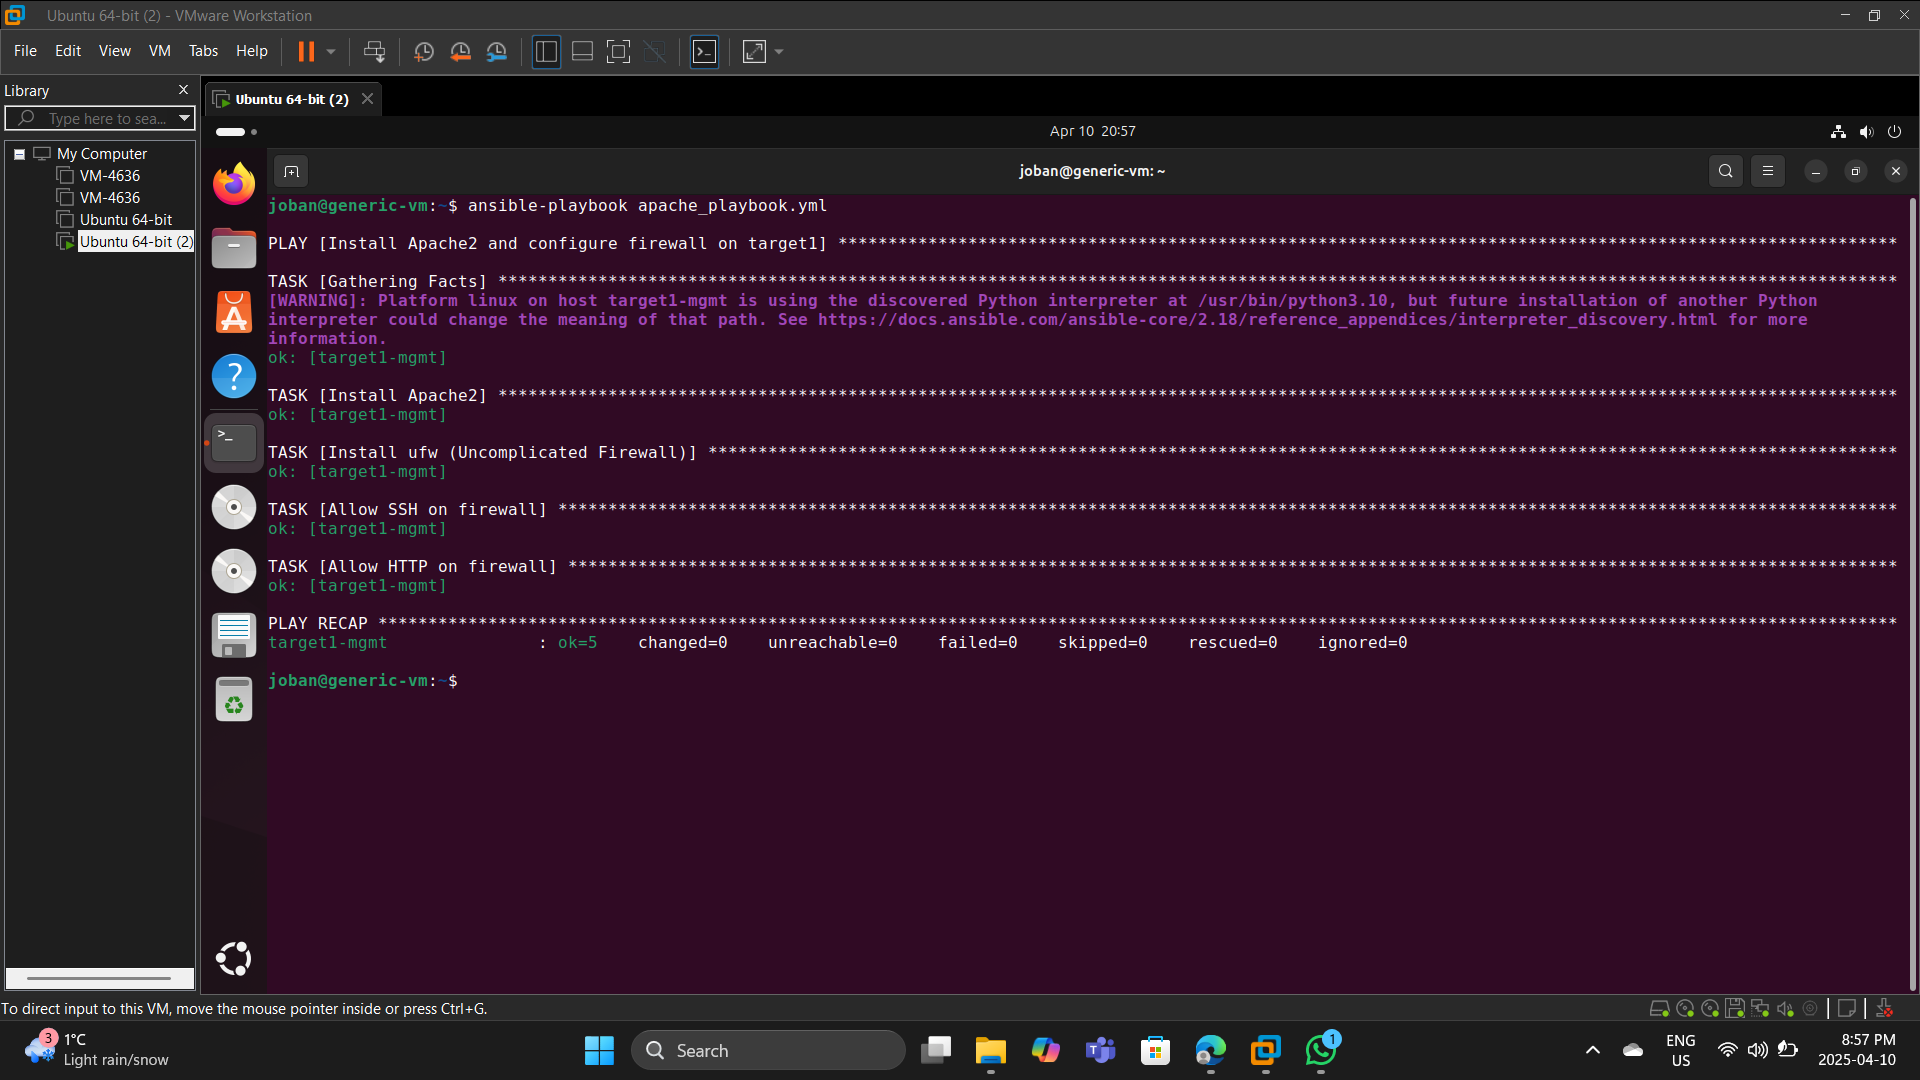 Ubuntu 64-bit (2) - VMware Workstation
File Edit View VM Tabs Help
Library
Type here to sea...
My Computer
VM-4636
VM-4636
Ubuntu 64-bit
Ubuntu 64-bit (2)
Ubuntu 64-bit (2)
Apr 10 20:57
joban@generic-vm: ~
joban@generic-vm:~$ ansible-playbook apache_playbook.yml
PLAY [Install Apache2 and configure firewall on target1] **********************************************************************************************************
TASK [Gathering Facts] ********************************************************************************************************************************************
[WARNING]: Platform linux on host target1-mgmt is using the discovered Python interpreter at /usr/bin/python3.10, but future installation of another Python
interpreter could change the meaning of that path. See https://docs.ansible.com/ansible-core/2.18/reference_appendices/interpreter_discovery.html for more
information.
ok: [target1-mgmt]
TASK [Install Apache2] ********************************************************************************************************************************************
ok: [target1-mgmt]
TASK [Install ufw (Uncomplicated Firewall)] ***********************************************************************************************************************
ok: [target1-mgmt]
TASK [Allow SSH on firewall] **************************************************************************************************************************************
ok: [target1-mgmt]
TASK [Allow HTTP on firewall] *************************************************************************************************************************************
ok: [target1-mgmt]
PLAY RECAP ********************************************************************************************************************************************************
target1-mgmt : ok=5 changed=0 unreachable=0 failed=0 skipped=0 rescued=0 ignored=0
joban@generic-vm:~$
To direct input to this VM, move the mouse pointer inside or press Ctrl+G.
3
1°C
Light rain/snow
Search
1
ENG
US
8:57 PM
2025-04-10